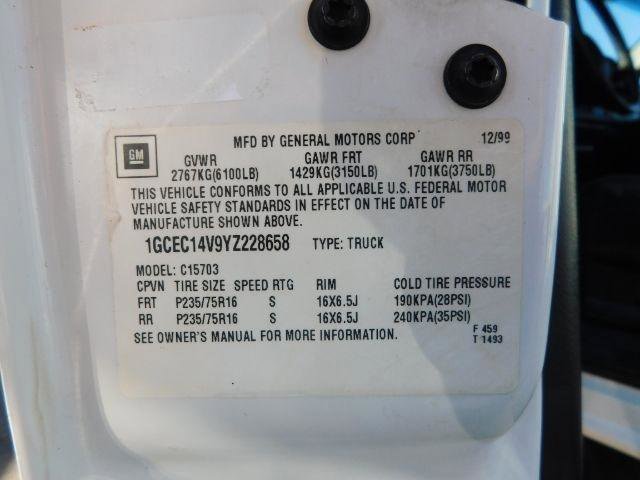 MFD BY GENERAL MOTORS CORP 12/99
GM
GVWR GAWR FRT GAWR RR
2767KG(6100LB) 1429KG(3150LB) 1701KG(3750LB)
THIS VEHICLE CONFORMS TO ALL APPLICABLE U.S. FEDERAL MOTOR
VEHICLE SAFETY STANDARDS IN EFFECT ON THE DATE OF
MANUFACTURE SHOWN ABOVE.
1GCEC14V9YZ228658 TYPE: TRUCK
MODEL: C15703
CPVN TIRE SIZE SPEED RTG RIM COLD TIRE PRESSURE
FRT P235/75R16 S 16X6.5J 190KPA(28PSI)
RR P235/75R16 S 16X6.5J 240KPA(35PSI)
SEE OWNER'S MANUAL FOR MORE INFORMATION. F 459
T 1493